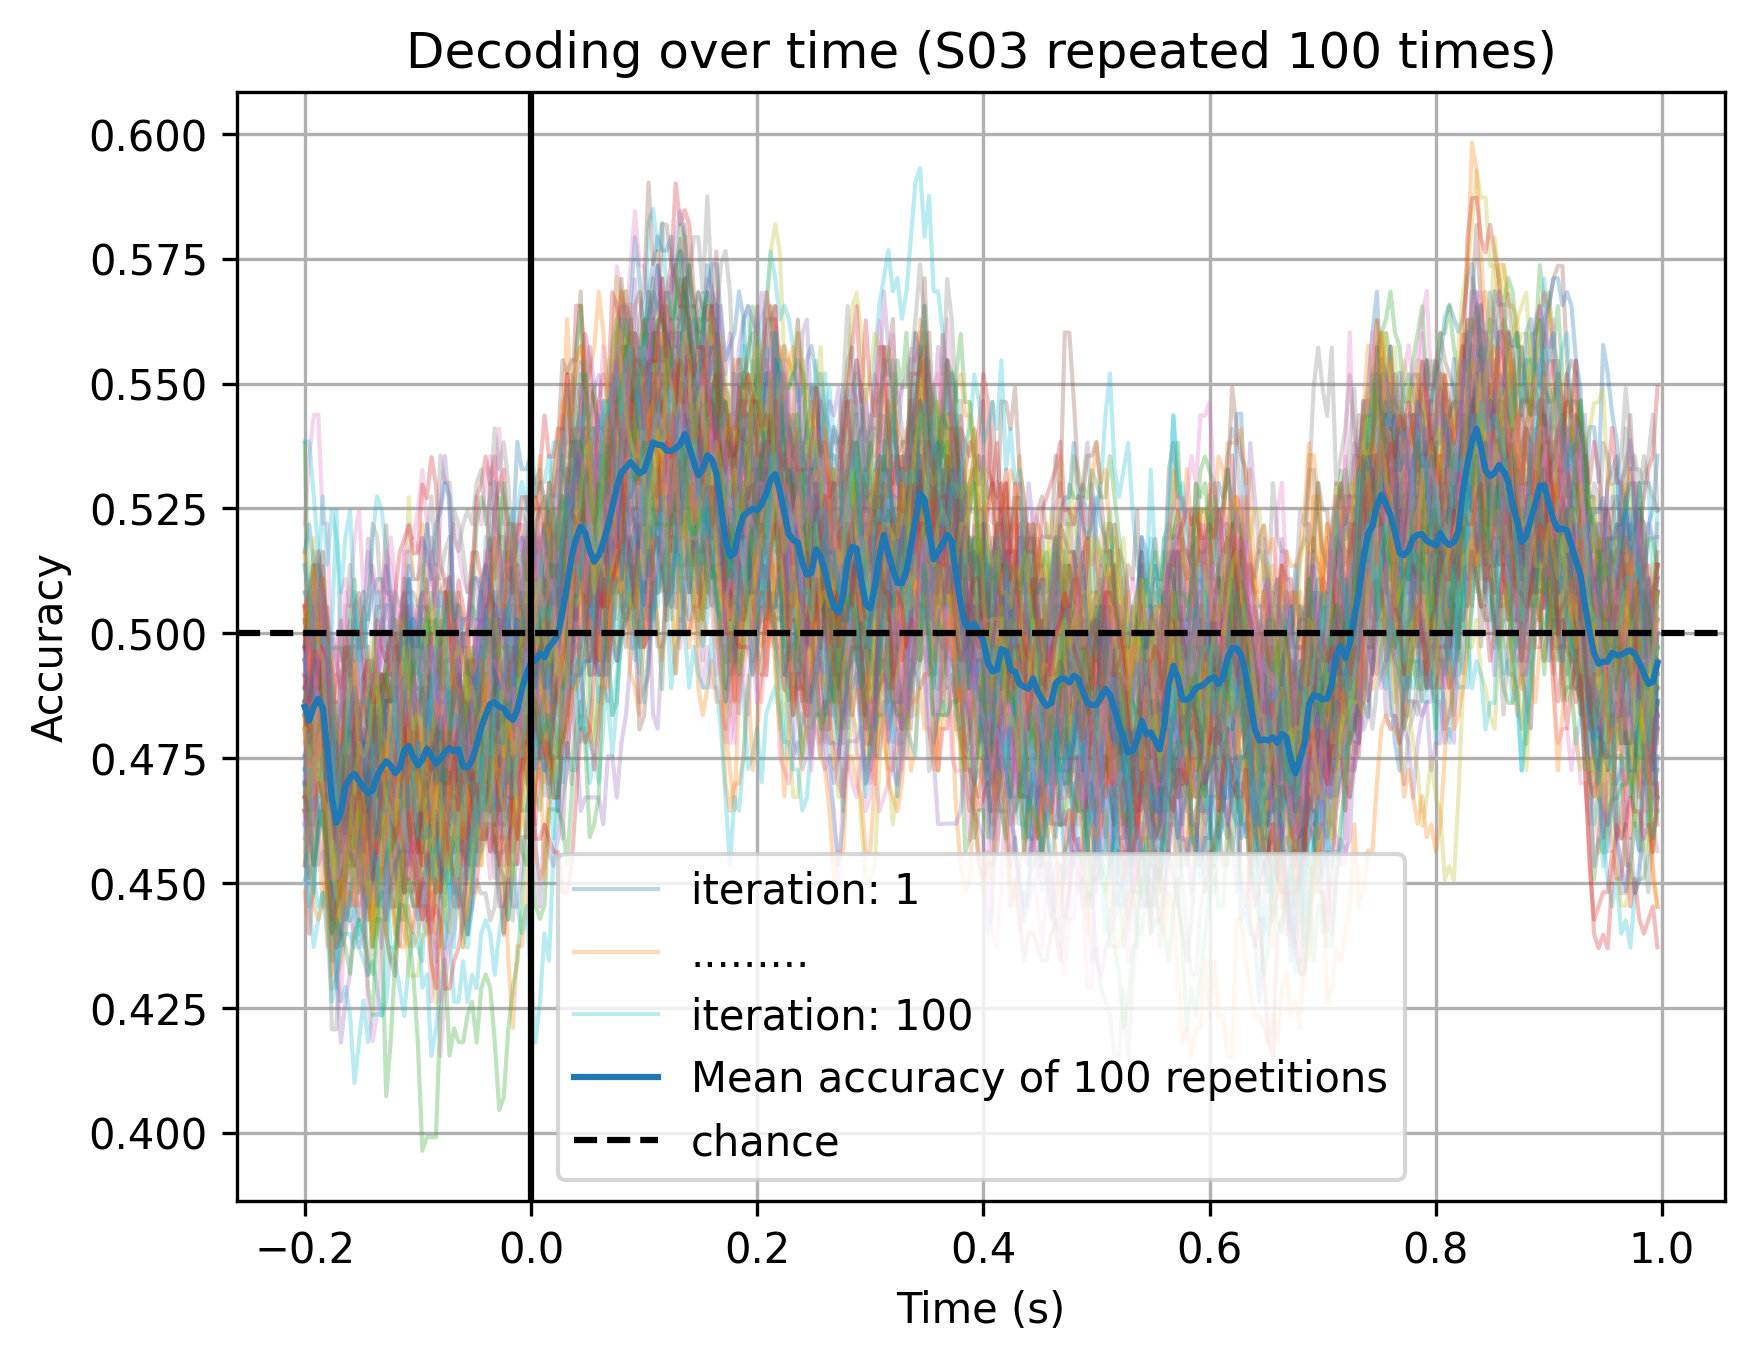 Decoding over time (S03 repeated 100 times)
0.600
0.575
0.550
0.525
0.500
0.475
0.450
0.425
0.400
Accuracy
iteration: 1
.........
iteration: 100
Mean accuracy of 100 repetitions
chance
−0.2 0.0 0.2 0.4 0.6 0.8 1.0
Time (s)